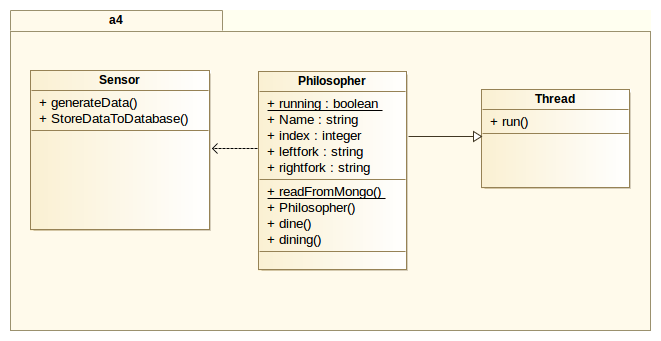 a4
Sensor
+ generateData()
+ StoreDataToDatabase()
Philosopher
+ running : boolean
+ Name : string
+ index : integer
+ leftfork : string
+ rightfork : string
+ readFromMongo()
+ Philosopher()
+ dine()
+ dining()
Thread
+ run()